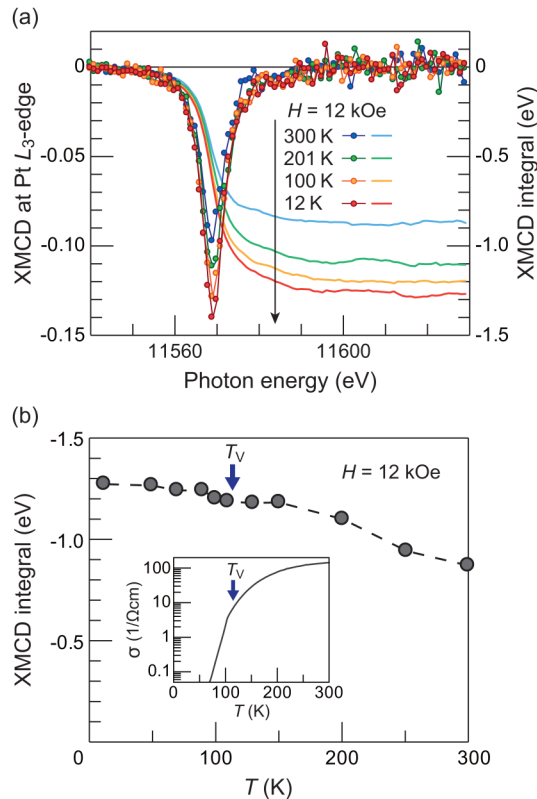 (a)
0
-0.05
-0.10
-0.15
XMCD at Pt L3-edge
H = 12 kOe
300 K
201 K
100 K
12 K
0
-0.5
-1.0
-1.5
XMCD integral (eV)
11560
11600
Photon energy (eV)
(b)
-1.5
-1.0
-0.5
0
XMCD integral (eV)
TV
H = 12 kOe
100
10
1
0.1
σ (1/Ωcm)
TV
0
100
200
300
T (K)
100
200
300
T (K)